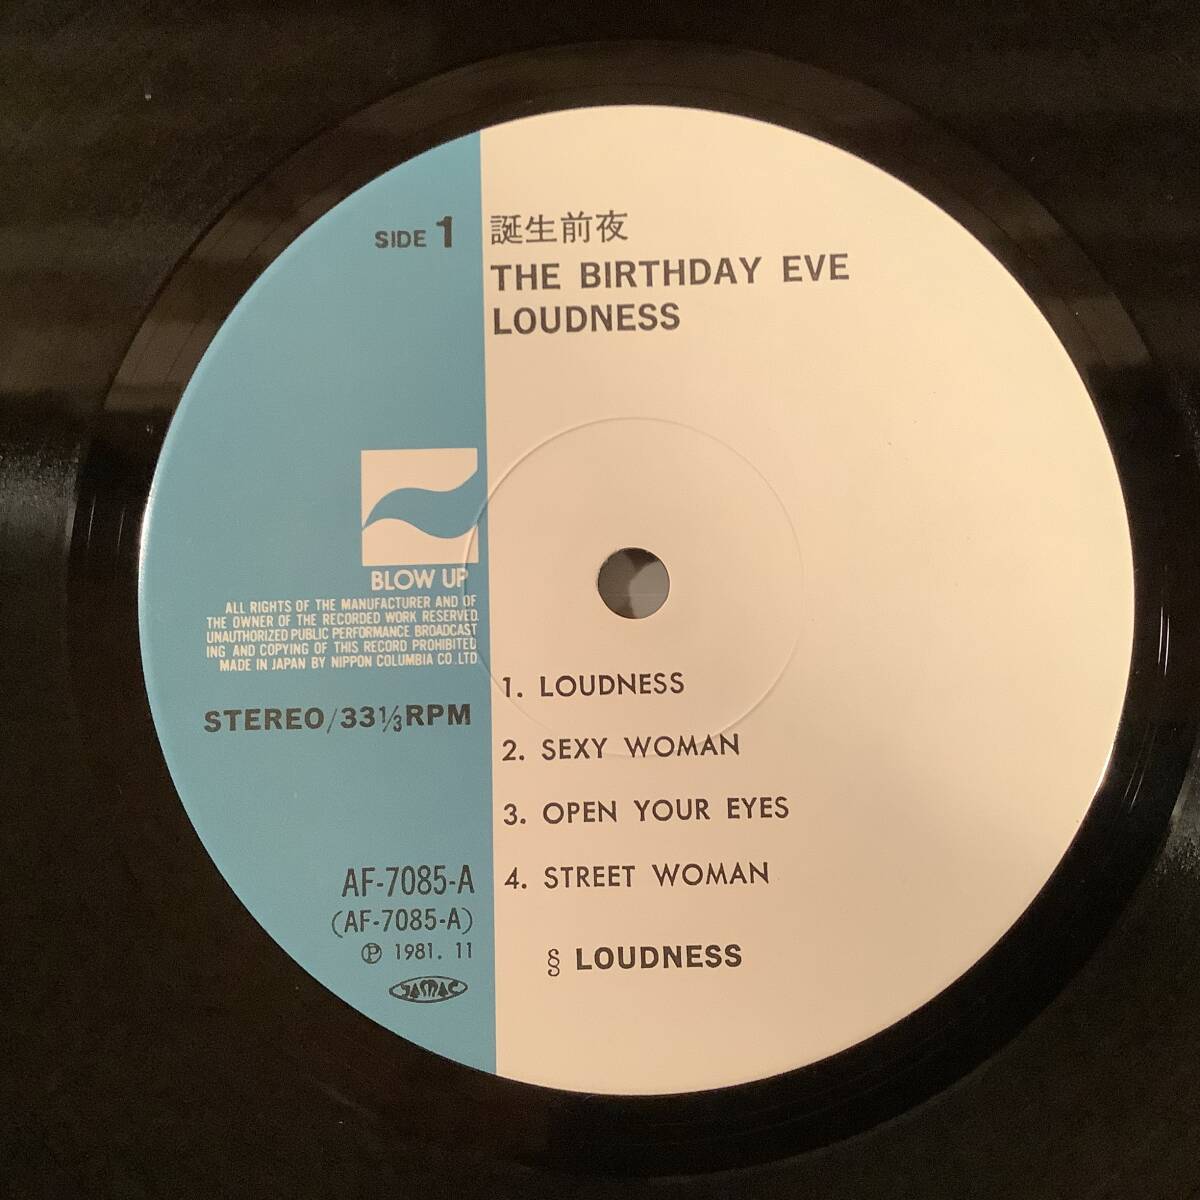 SIDE 1
誕生前夜
THE BIRTHDAY EVE
LOUDNESS
BLOW UP
ALL RIGHTS OF THE MANUFACTURER AND OF
THE OWNER OF THE RECORDED WORK RESERVED.
UNAUTHORIZED PUBLIC PERFORMANCE BROADCAST
ING AND COPYING OF THIS RECORD PROHIBITED
MADE IN JAPAN BY NIPPON COLUMBIA CO.,LTD.
STEREO/33⅓RPM
1. LOUDNESS
2. SEXY WOMAN
3. OPEN YOUR EYES
4. STREET WOMAN
§ LOUDNESS
AF-7085-A
(AF-7085-A)
℗ 1981. 11
JAMAC